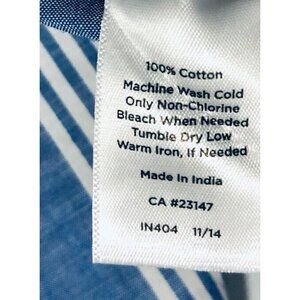 100% Cotton
Machine Wash Cold
Only Non-Chlorine
Bleach When Needed
Tumble Dry Low
Warm Iron, If Needed
Made In India
CA #23147
IN404 11/14